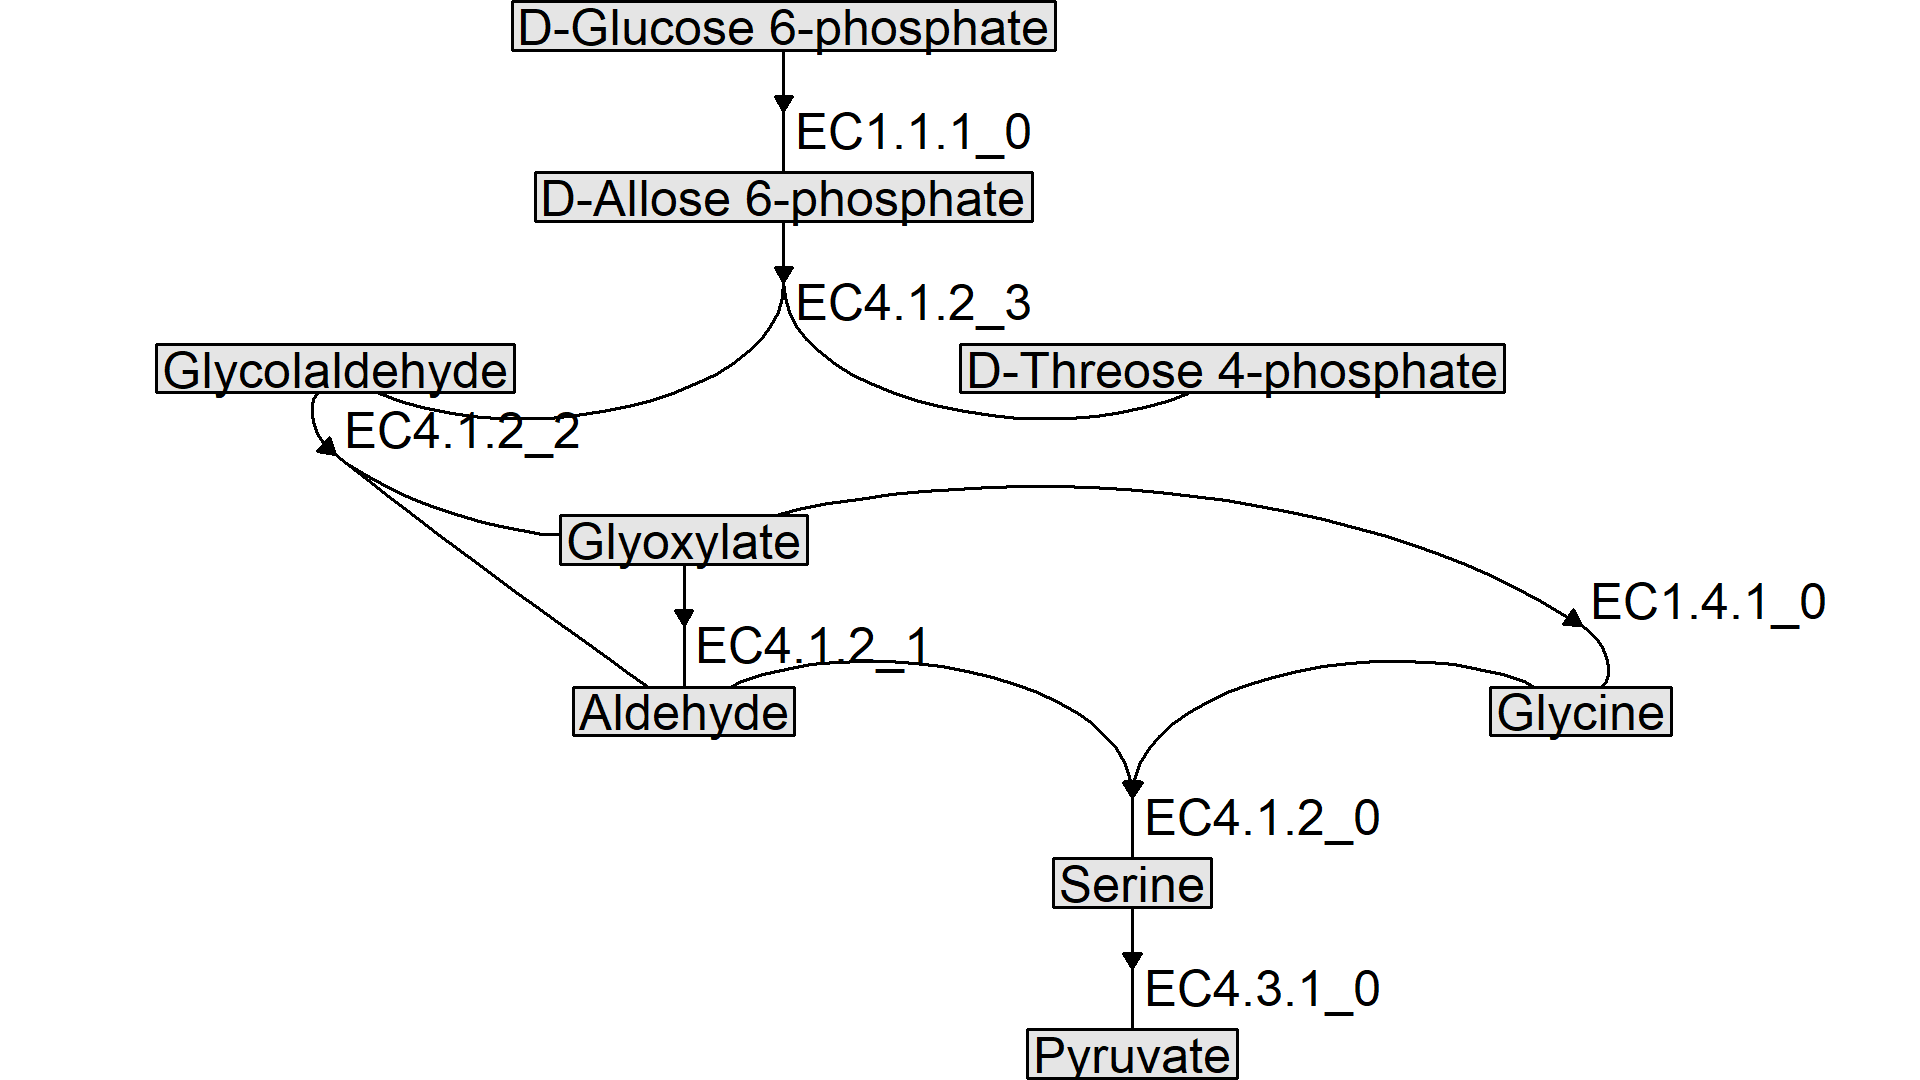 D-Glucose 6-phosphate
EC1.1.1_0
D-Allose 6-phosphate
EC4.1.2_3
Glycolaldehyde
D-Threose 4-phosphate
EC4.1.2_2
Glyoxylate
EC1.4.1_0
EC4.1.2_1
Aldehyde
Glycine
EC4.1.2_0
Serine
EC4.3.1_0
Pyruvate